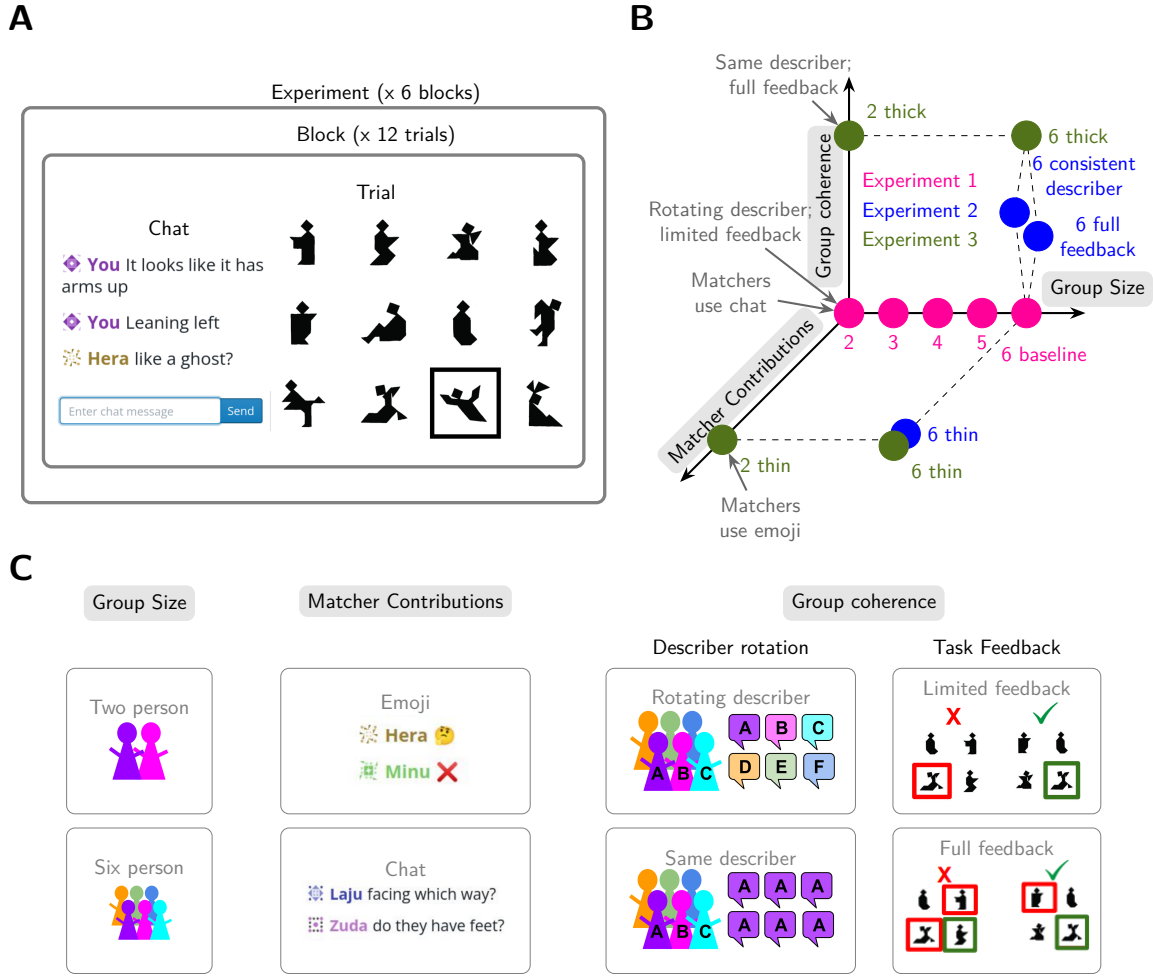 A
Experiment (x 6 blocks)
Block (x 12 trials)
Trial
Chat
You It looks like it has
arms up
You Leaning left
Hera like a ghost?
Enter chat message
Send
B
Same describer;
full feedback
2 thick
6 thick
Group coherence
6 consistent
describer
Experiment 1
Experiment 2
Experiment 3
Rotating describer;
limited feedback
6 full
feedback
Matchers
use chat
Group Size
2
3
4
5
6 baseline
Matcher Contributions
6 thin
2 thin
6 thin
Matchers
use emoji
C
Group Size
Matcher Contributions
Group coherence
Describer rotation
Task Feedback
Two person
Emoji
Hera
Minu
Rotating describer
A B C
A B C
D E F
Limited feedback
X
Six person
Chat
Laju facing which way?
Zuda do they have feet?
Same describer
A B C
A A A
A A A
Full feedback
X